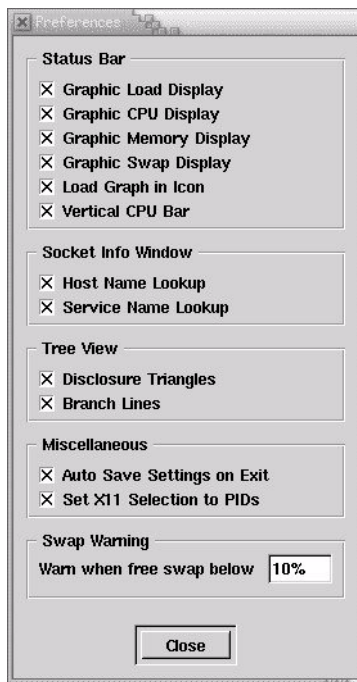 Preferences
Status Bar
Graphic Load Display
Graphic CPU Display
Graphic Memory Display
Graphic Swap Display
Load Graph in Icon
Vertical CPU Bar
Socket Info Window
Host Name Lookup
Service Name Lookup
Tree View
Disclosure Triangles
Branch Lines
Miscellaneous
Auto Save Settings on Exit
Set X11 Selection to PIDs
Swap Warning
Warn when free swap below 10%
Close